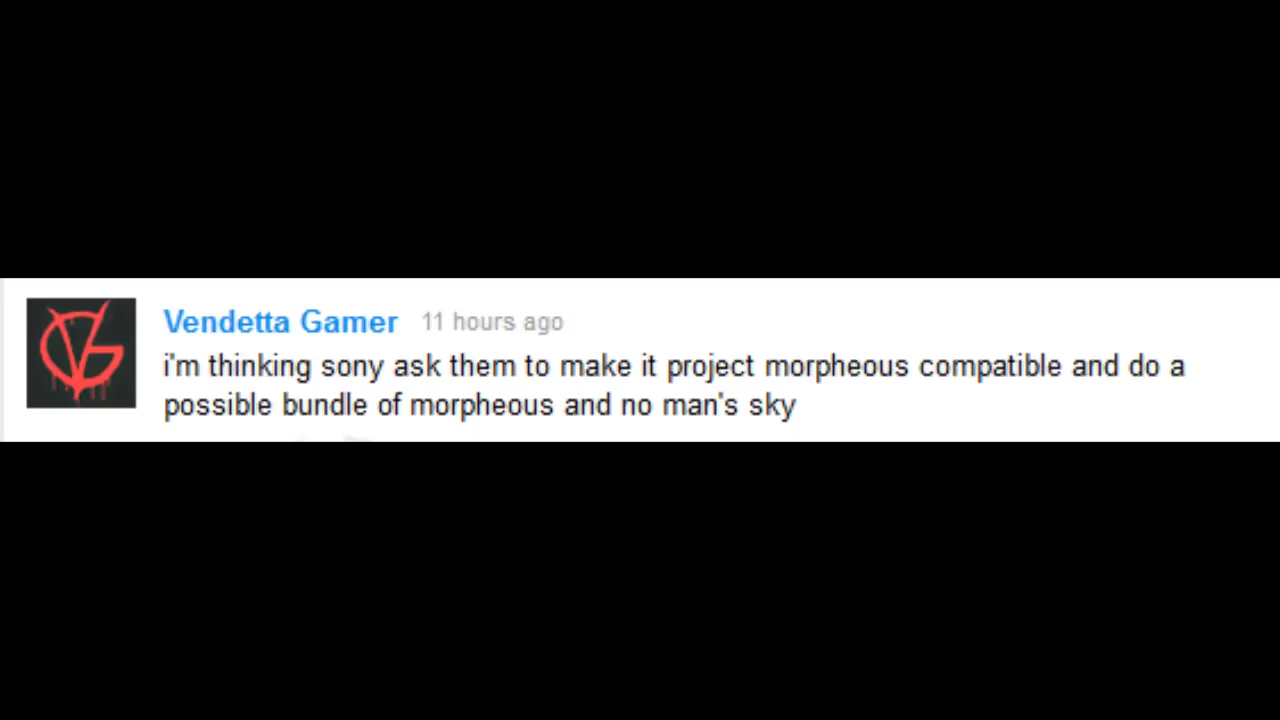 Vendetta Gamer 11 hours ago
i'm thinking sony ask them to make it project morpheous compatible and do a
possible bundle of morpheous and no man's sky